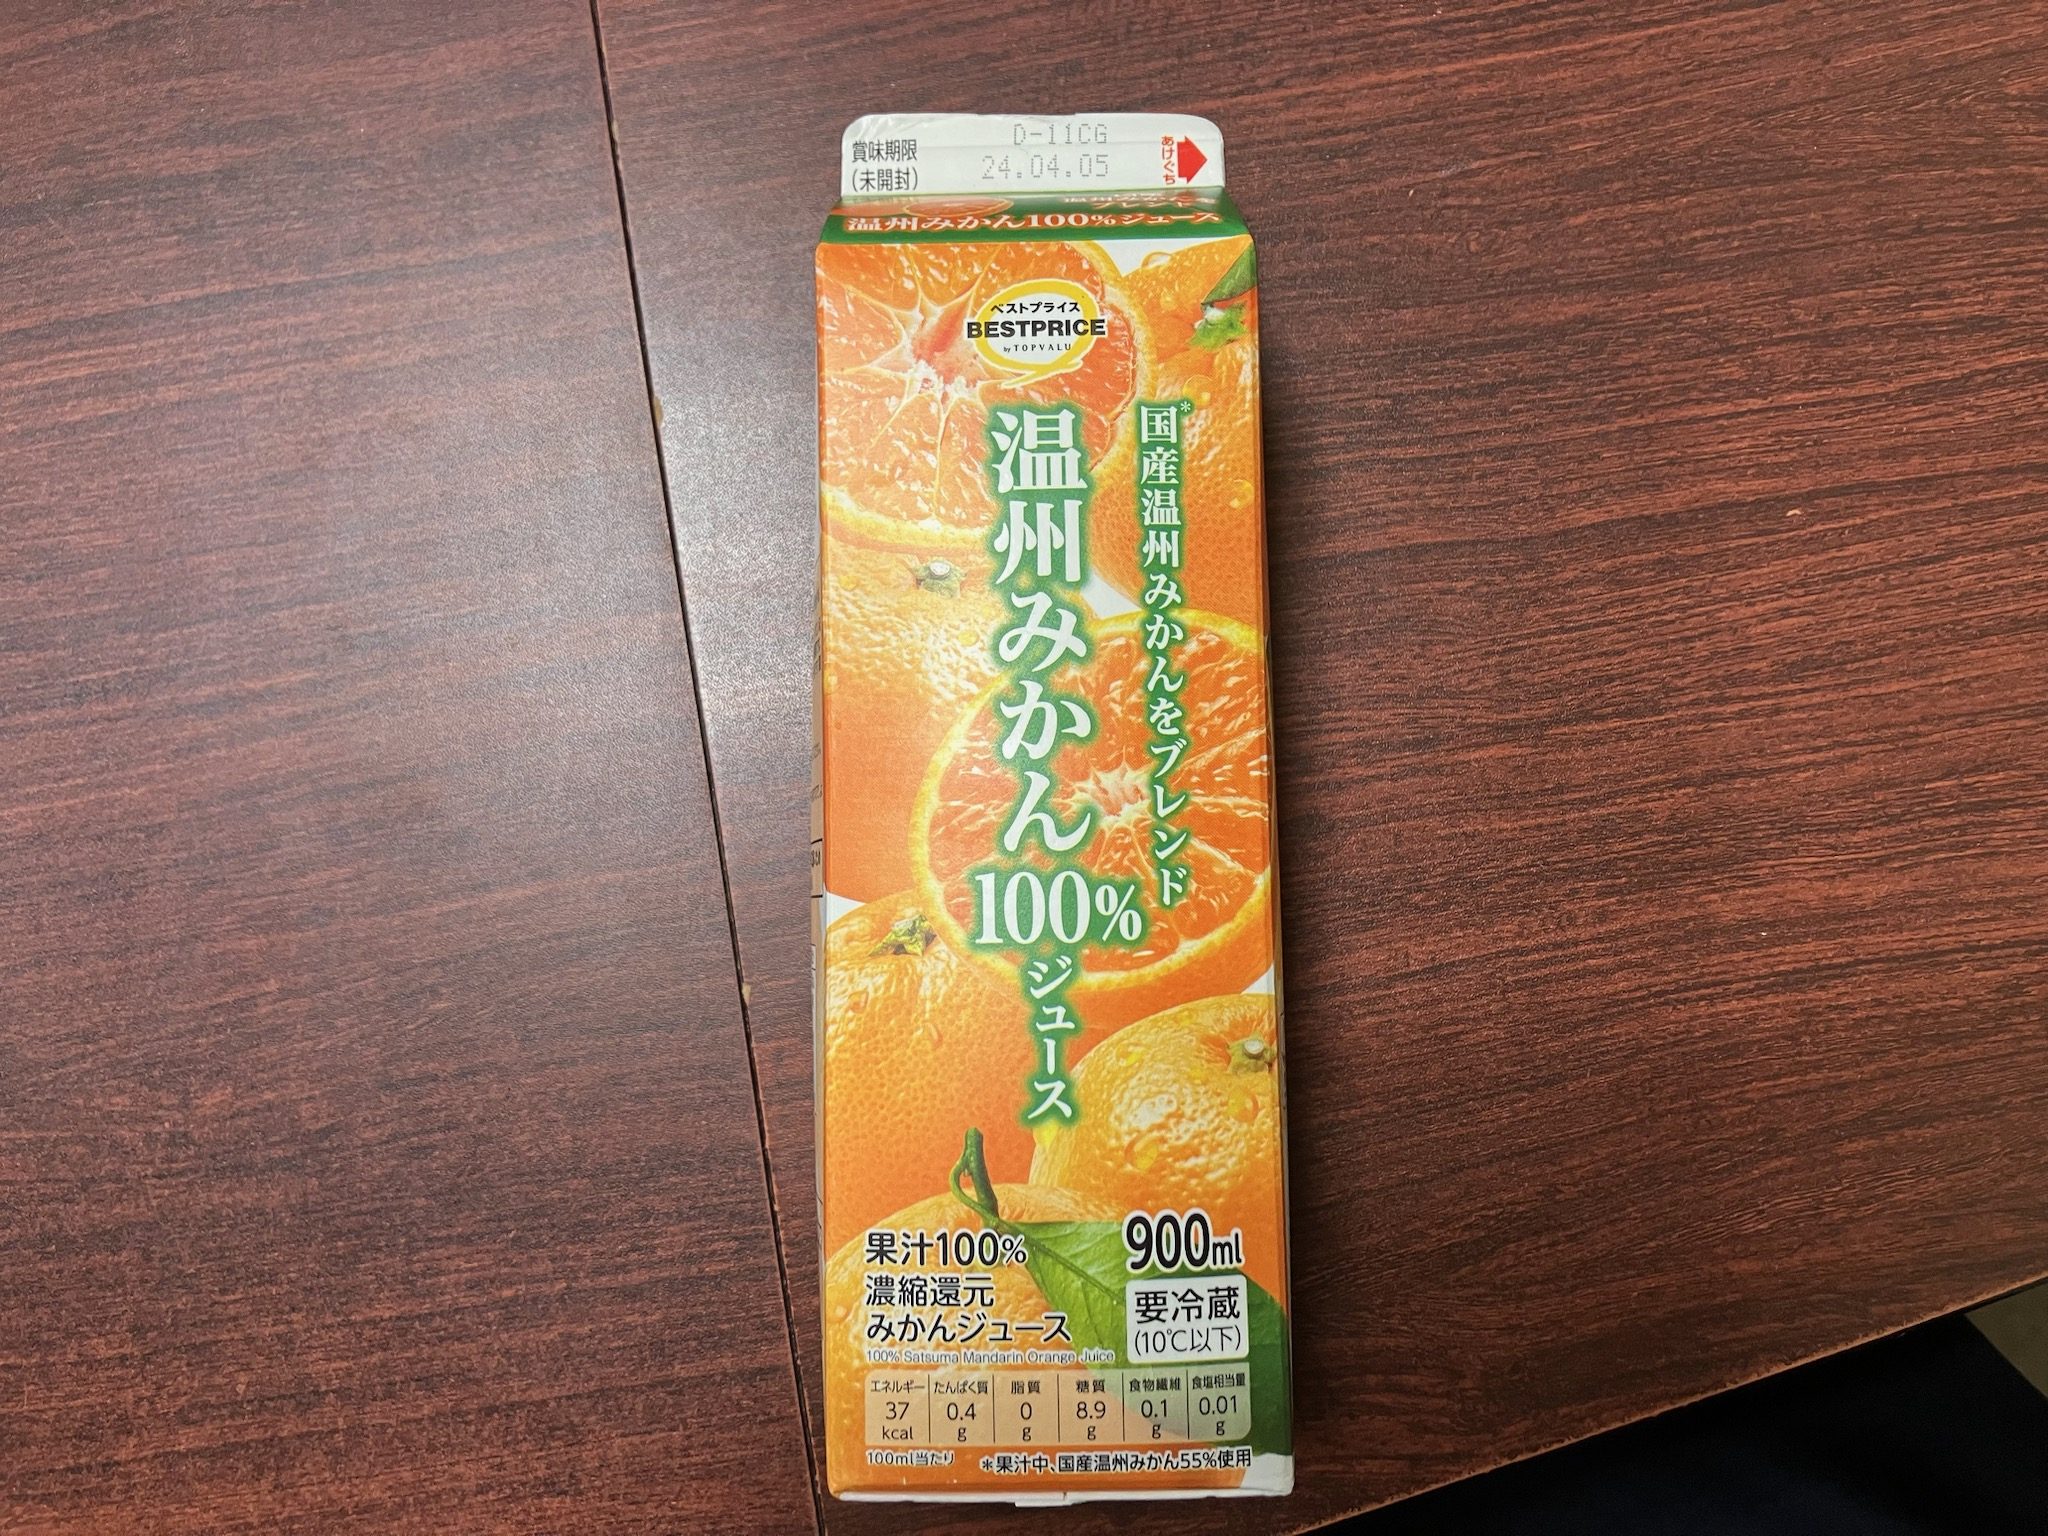 D-11CG
賞味期限
(未開封)
24.04.05
あけぐち
温州みかん100%ジュース
ベストプライス
BESTPRICE
by TOPVALU
国産温州みかんをブレンド
*
温州みかん100%ジュース
果汁100%
濃縮還元
みかんジュース
100% Satsuma Mandarin Orange Juice
900ml
要冷蔵
(10℃以下)
エネルギー たんぱく質 脂質 糖質 食物繊維 食塩相当量
37 0.4 0 8.9 0.1 0.01
kcal g g g g g
100ml当たり
*果汁中、国産温州みかん55%使用